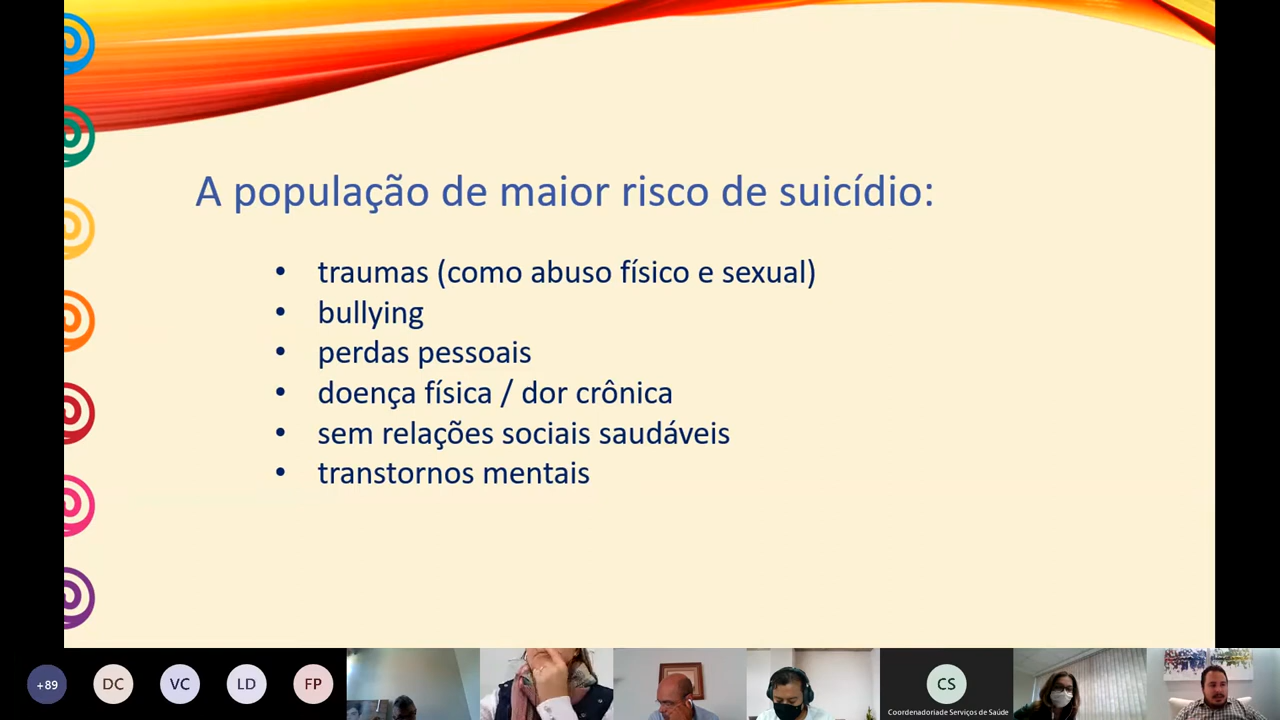 A população de maior risco de suicídio:
• traumas (como abuso físico e sexual)
• bullying
• perdas pessoais
• doença física / dor crônica
• sem relações sociais saudáveis
• transtornos mentais
+89
DC
VC
LD
FP
CS
Coordenadoriade Serviços de Saúde